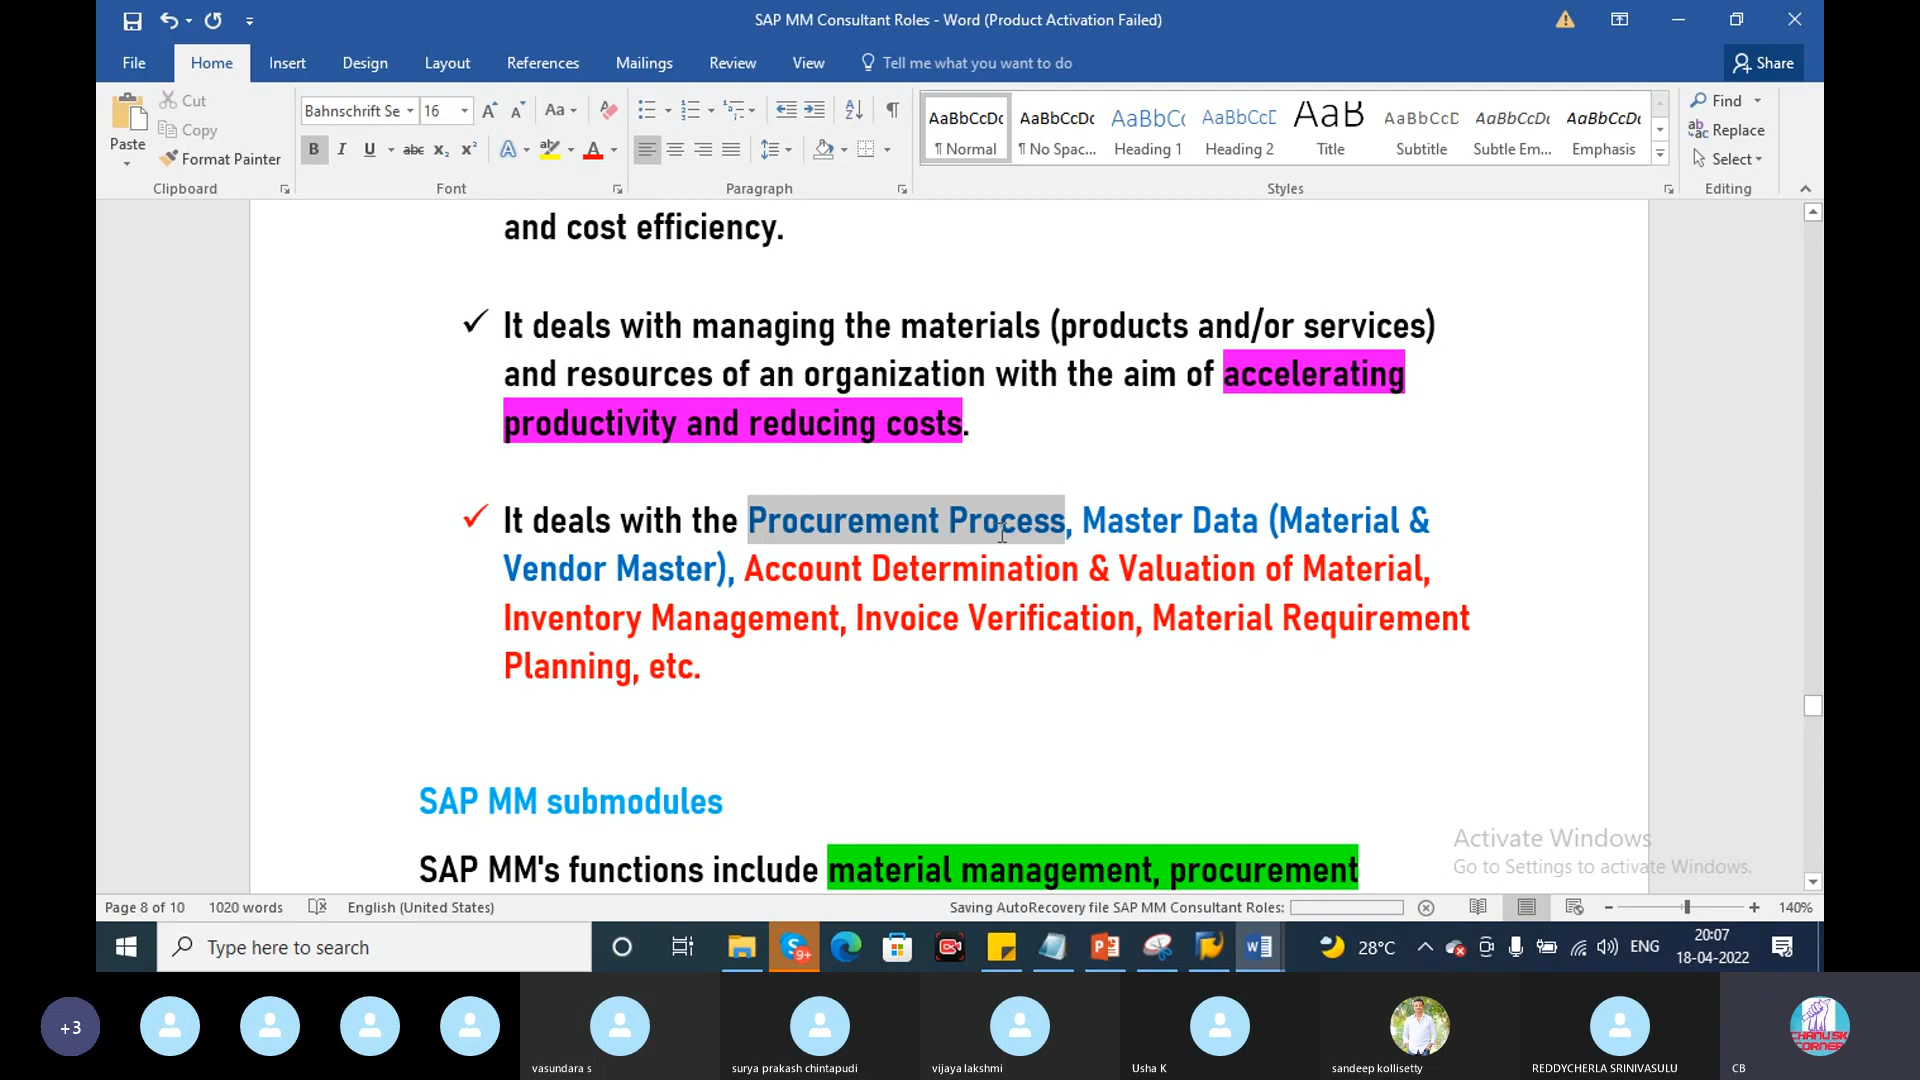 SAP MM Consultant Roles - Word (Product Activation Failed)
File Home Insert Design Layout References Mailings Review View Tell me what you want to do Share
Paste Cut Copy Format Painter Clipboard
Bahnschrift Se 16 Aa B I U abc x₂ x² A A Font
Paragraph
AaBbCcDc ¶ Normal
AaBbCcDc ¶ No Spac...
AaBbCc Heading 1
AaBbCcE Heading 2
AaB Title
AaBbCcD Subtitle
AaBbCcDc Subtle Em...
AaBbCcDc Emphasis
Styles
Find Replace Select Editing
and cost efficiency.
✓ It deals with managing the materials (products and/or services)
and resources of an organization with the aim of accelerating
productivity and reducing costs.
✓ It deals with the Procurement Process, Master Data (Material &
Vendor Master), Account Determination & Valuation of Material,
Inventory Management, Invoice Verification, Material Requirement
Planning, etc.
SAP MM submodules
SAP MM's functions include material management, procurement
Activate Windows
Go to Settings to activate Windows.
Page 8 of 10 1020 words English (United States) Saving AutoRecovery file SAP MM Consultant Roles: 140%
Type here to search 9+ 28°C ENG 20:07
18-04-2022
+3
vasundara s surya prakash chintapudi vijaya lakshmi Usha K sandeep kollisetty REDDYCHERLA SRINIVASULU CB
CHANU SK
CORNER